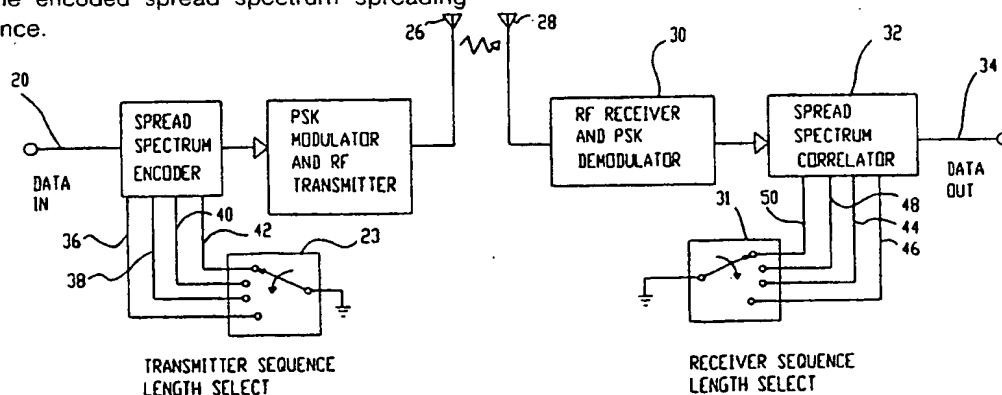 ne encoded spread spectrum spreading
nce.
26
28
30
32
34
20
SPREAD
SPECTRUM
ENCODER
PSK
MODULATOR
AND RF
TRANSMITTER
RF RECEIVER
AND PSK
DEMODULATOR
SPREAD
SPECTRUM
CORRELATOR
DATA
IN
DATA
OUT
36
38
40
42
23
31
50
48
44
46
TRANSMITTER SEQUENCE
LENGTH SELECT
RECEIVER SEQUENCE
LENGTH SELECT